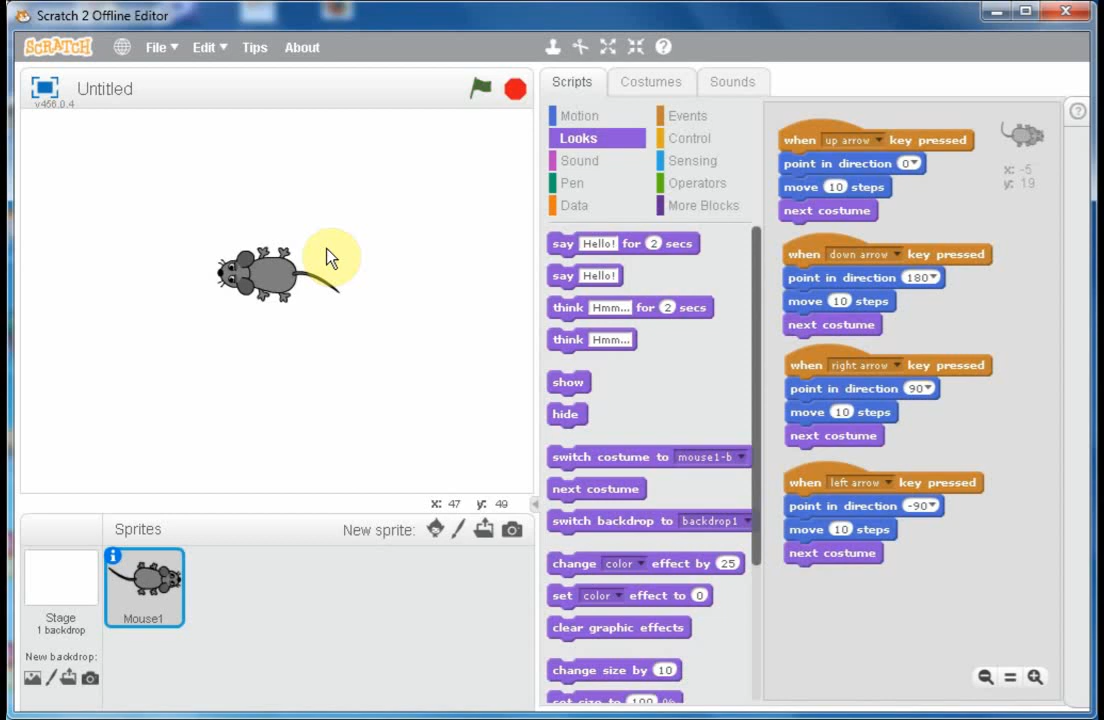 Scratch 2 Offline Editor
SCRATCH File Edit Tips About
v456.0.4
Untitled
Scripts Costumes Sounds
Motion Events
Looks Control
Sound Sensing
Pen Operators
Data More Blocks
say Hello! for 2 secs
say Hello!
think Hmm... for 2 secs
think Hmm...
show
hide
switch costume to mouse1-b
next costume
switch backdrop to backdrop1
change color effect by 25
set color effect to 0
clear graphic effects
change size by 10
set size to 100 %
when up arrow key pressed
point in direction 0
move 10 steps
next costume
when down arrow key pressed
point in direction 180
move 10 steps
next costume
when right arrow key pressed
point in direction 90
move 10 steps
next costume
when left arrow key pressed
point in direction -90
move 10 steps
next costume
x: -5
y: 19
x: 47 y: 49
Sprites New sprite:
Stage
1 backdrop
New backdrop:
Mouse1